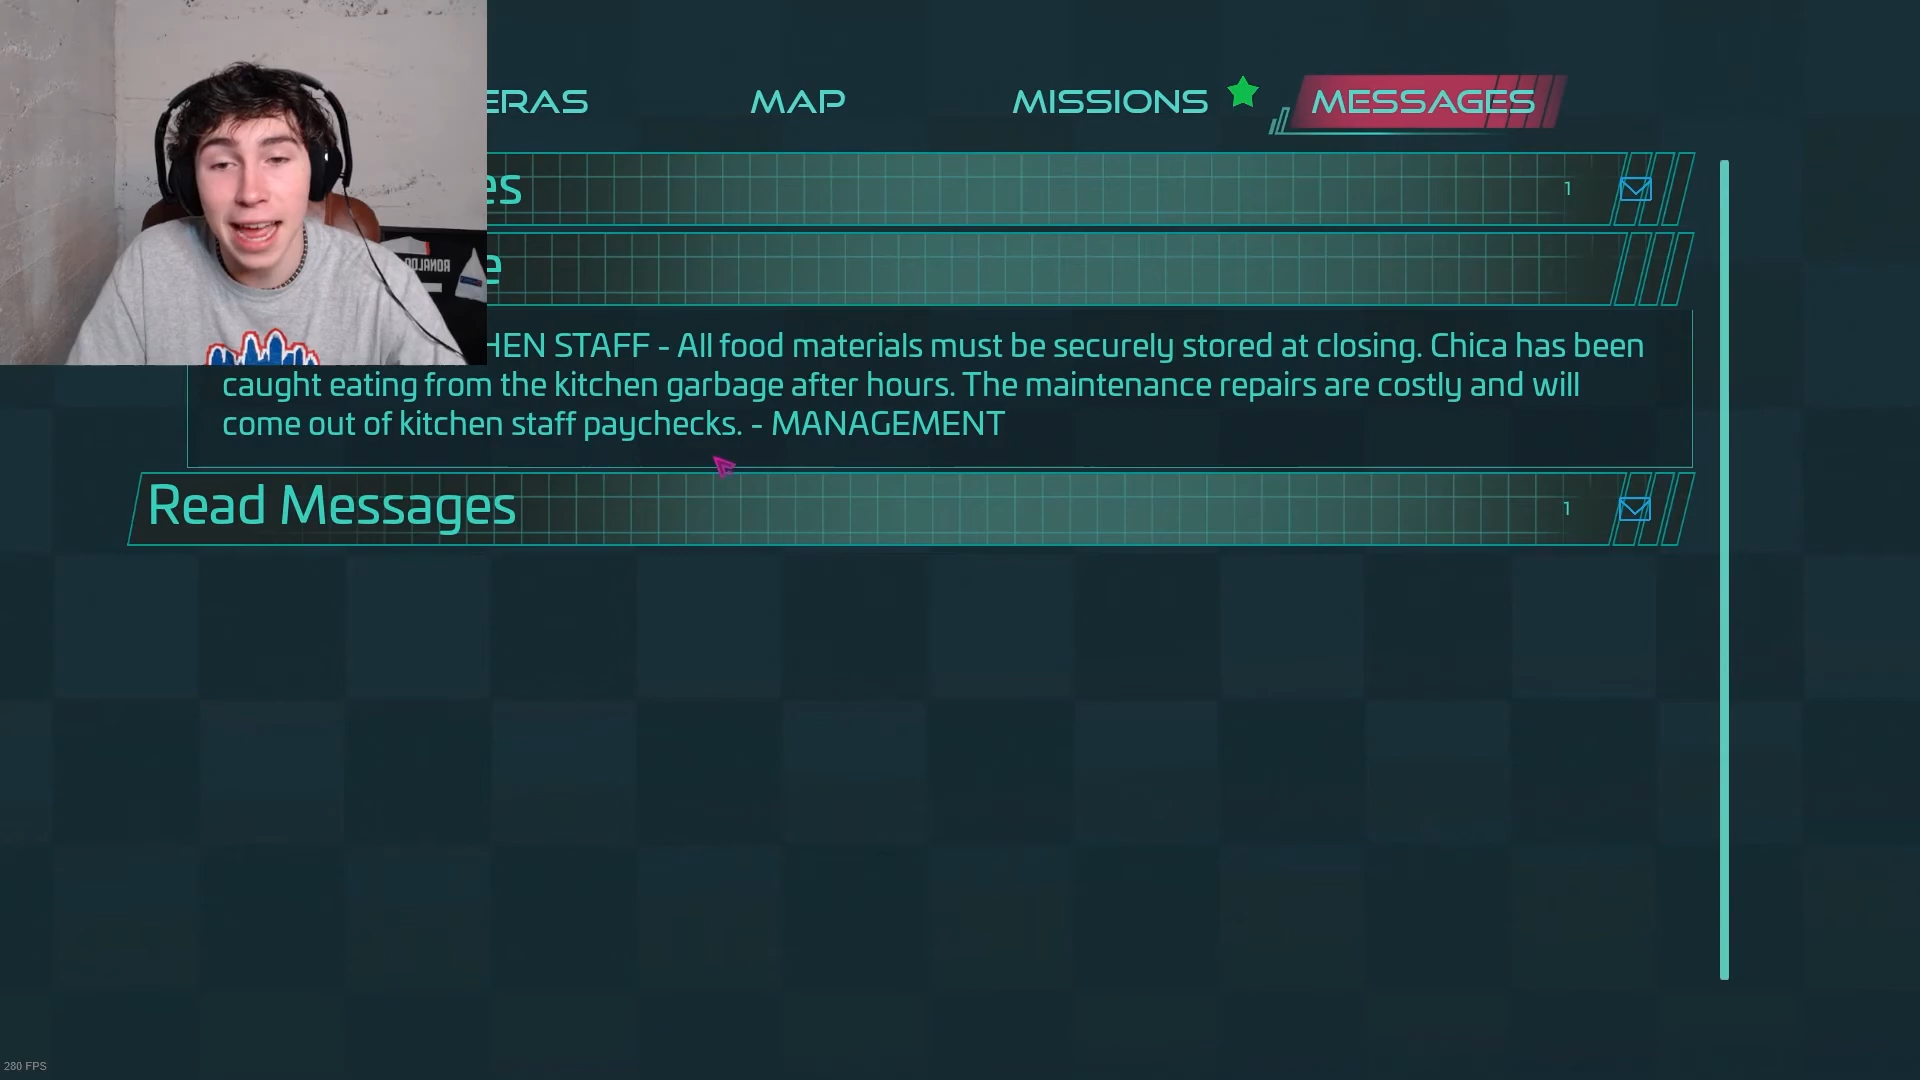 ERAS MAP MISSIONS MESSAGES
es 1
e
HEN STAFF - All food materials must be securely stored at closing. Chica has been
caught eating from the kitchen garbage after hours. The maintenance repairs are costly and will
come out of kitchen staff paychecks. - MANAGEMENT
Read Messages 1
RONALDO
280 FPS